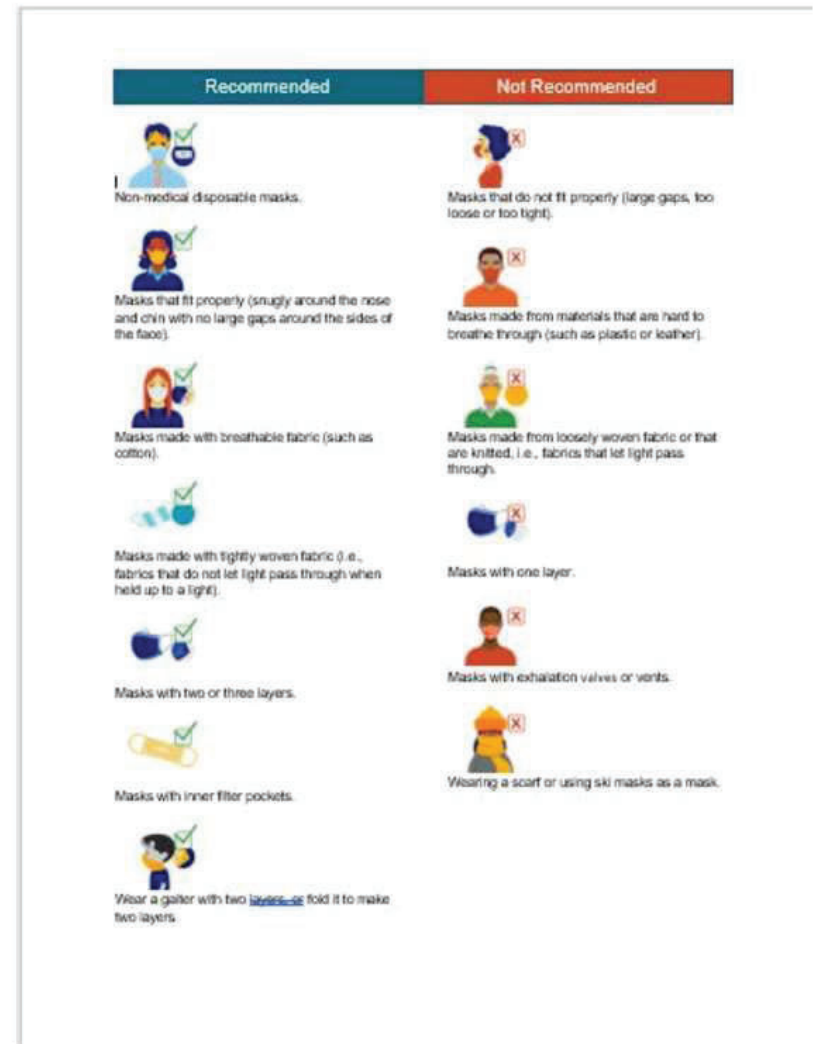 Recommended
Not Recommended
Non-medical disposable masks.
Masks that fit properly (snugly around the nose
and chin with no large gaps around the sides of
the face).
Masks made with breathable fabric (such as
cotton).
Masks made with tightly woven fabric (i.e.,
fabrics that do not let light pass through when
held up to a light).
Masks with two or three layers.
Masks with inner filter pockets.
Wear a gaiter with two layers, or fold it to make
two layers
Masks that do not fit properly (large gaps, too
loose or too tight).
Masks made from materials that are hard to
breathe through (such as plastic or leather).
Masks made from loosely woven fabric or that
are knitted, i.e., fabrics that let light pass
through.
Masks with one layer.
Masks with exhalation valves or vents.
Wearing a scarf or using ski masks as a mask.